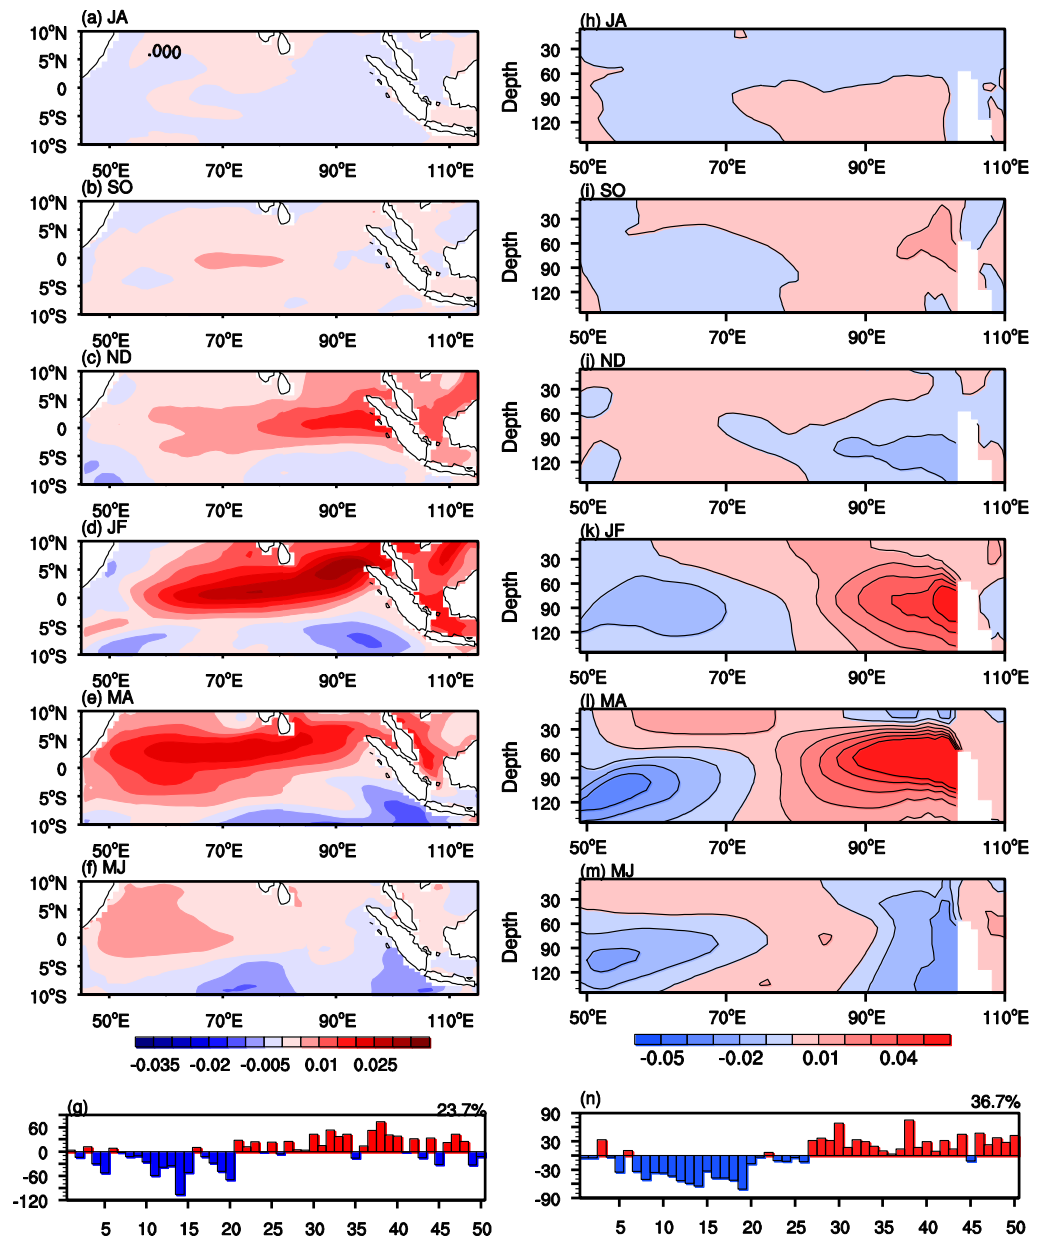 (a) JA
10°N
5°N
0
5°S
10°S
.000
50°E 70°E 90°E 110°E
(b) SO
10°N
5°N
0
5°S
10°S
50°E 70°E 90°E 110°E
(c) ND
10°N
5°N
0
5°S
10°S
50°E 70°E 90°E 110°E
(d) JF
10°N
5°N
0
5°S
10°S
50°E 70°E 90°E 110°E
(e) MA
10°N
5°N
0
5°S
10°S
50°E 70°E 90°E 110°E
(f) MJ
10°N
5°N
0
5°S
10°S
50°E 70°E 90°E 110°E
-0.035 -0.02 -0.005 0.01 0.025
(g)
23.7%
60
0
-60
-120
5 10 15 20 25 30 35 40 45 50
(h) JA
Depth
30
60
90
120
50°E 70°E 90°E 110°E
(i) SO
Depth
30
60
90
120
50°E 70°E 90°E 110°E
(j) ND
Depth
30
60
90
120
50°E 70°E 90°E 110°E
(k) JF
Depth
30
60
90
120
50°E 70°E 90°E 110°E
(l) MA
Depth
30
60
90
120
50°E 70°E 90°E 110°E
(m) MJ
Depth
30
60
90
120
50°E 70°E 90°E 110°E
-0.05 -0.02 0.01 0.04
(n)
36.7%
90
30
-30
-90
5 10 15 20 25 30 35 40 45 50